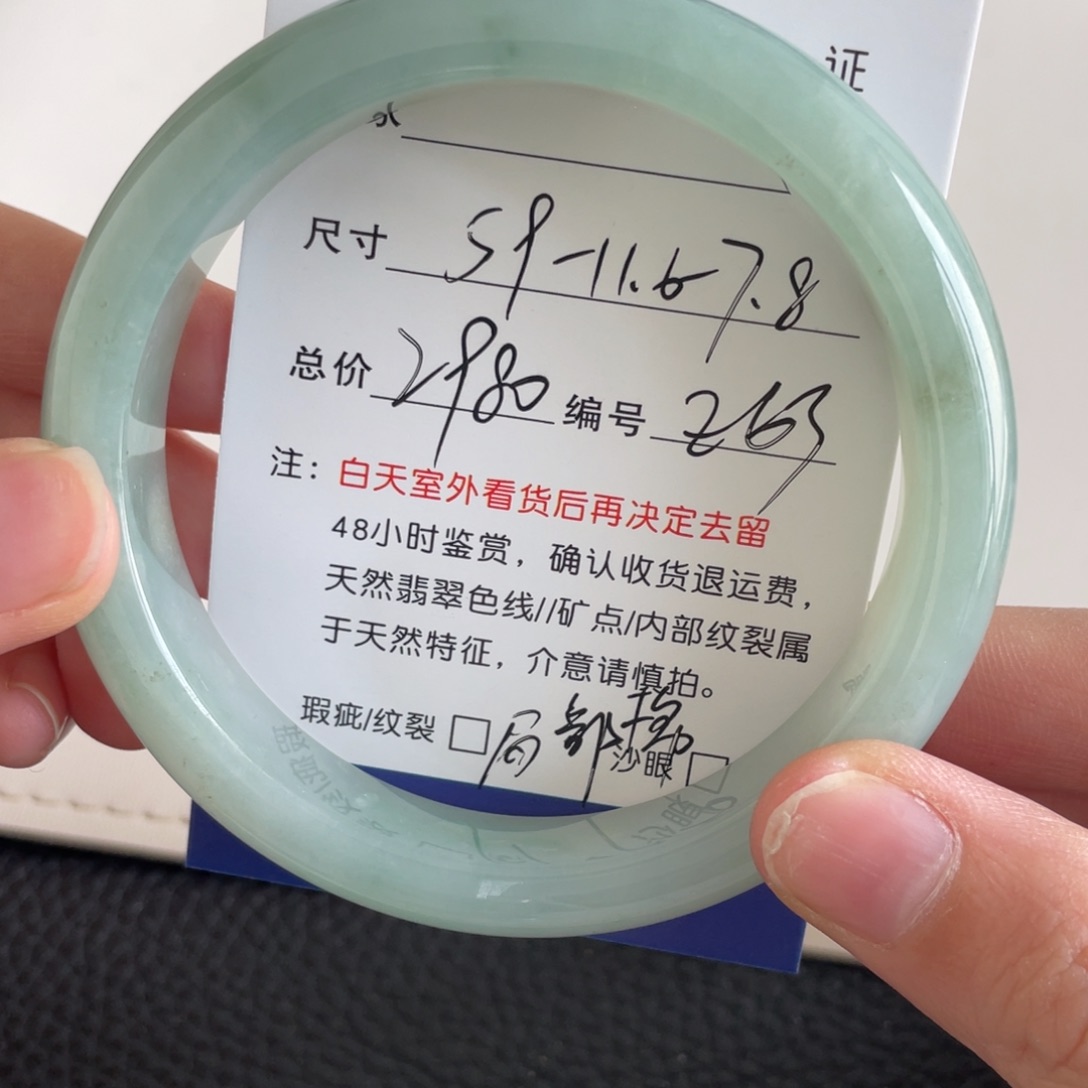 证
尺寸 59-11.6-7.8
总价 2980 编号 263
注：白天室外看货后再决定去留
48小时鉴赏，确认收货退运费，
天然翡翠色线//矿点/内部纹裂属
于天然特征，介意请慎拍。
瑕疵/纹裂 □ 局部 沙眼 □